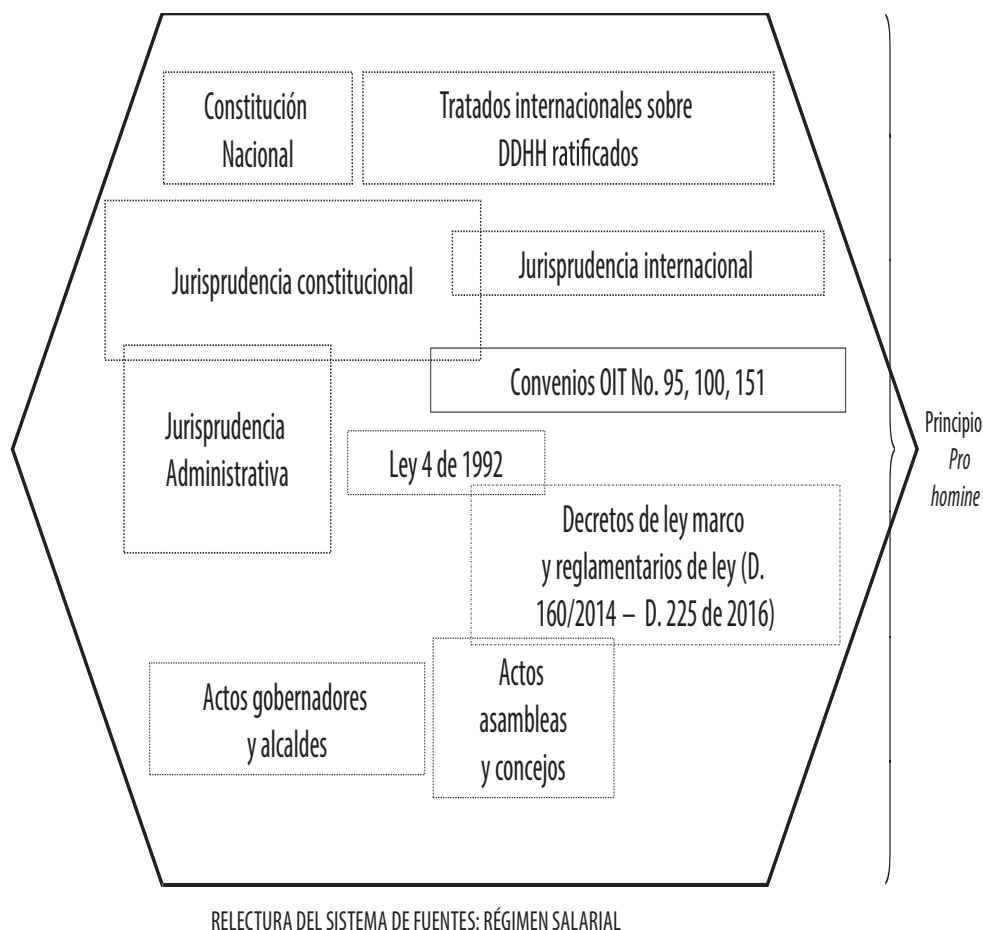 Constitución
Nacional
Tratados internacionales sobre
DDHH ratificados
Jurisprudencia constitucional
Jurisprudencia internacional
Convenios OIT No. 95, 100, 151
Jurisprudencia
Administrativa
Ley 4 de 1992
Decretos de ley marco
y reglamentarios de ley (D.
160/2014 – D. 225 de 2016)
Actos gobernadores
y alcaldes
Actos
asambleas
y concejos
Principio
Pro
homine
RELECTURA DEL SISTEMA DE FUENTES: RÉGIMEN SALARIAL